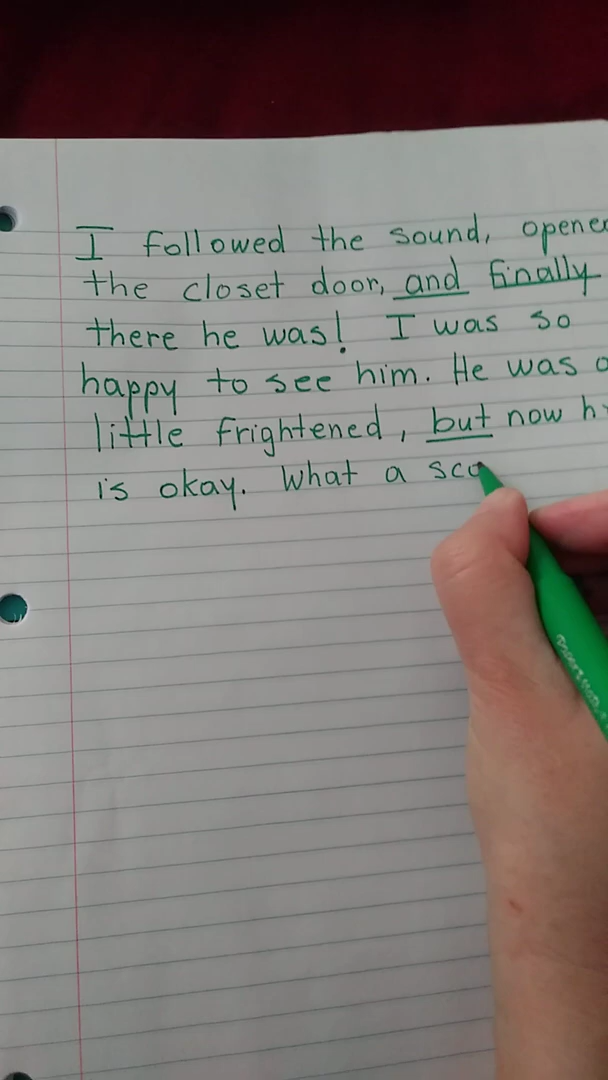 I followed the sound, opene
the closet door, and finally
there he was! I was so
happy to see him. He was a
little frightened, but now h
is okay. What a sca